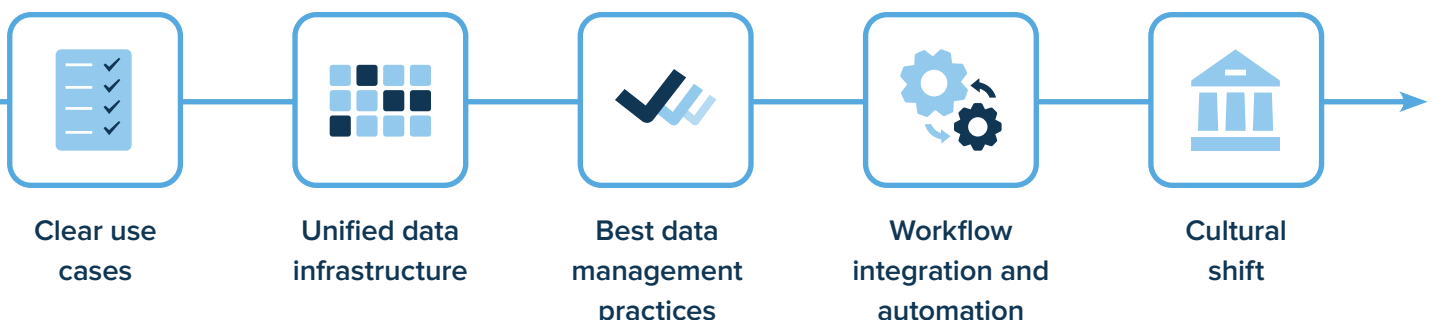 Clear use
cases
Unified data
infrastructure
Best data
management
practices
Workflow
integration and
automation
Cultural
shift